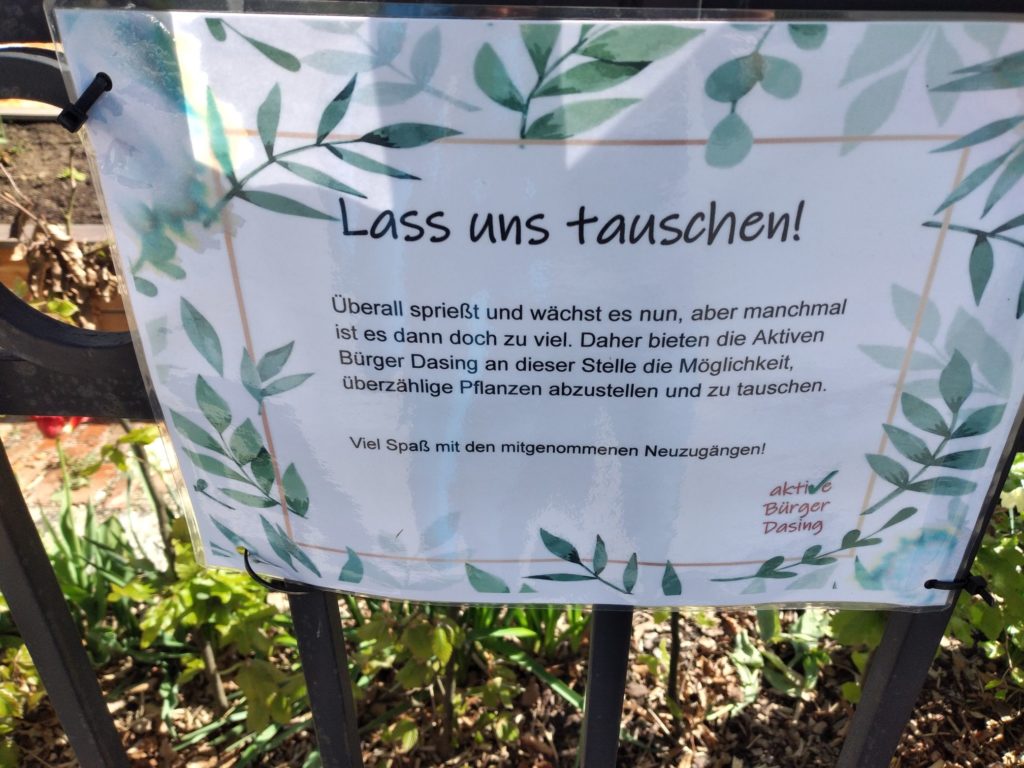 Lass uns tauschen!
Überall sprießt und wächst es nun, aber manchmal
ist es dann doch zu viel. Daher bieten die Aktiven
Bürger Dasing an dieser Stelle die Möglichkeit,
überzählige Pflanzen abzustellen und zu tauschen.
Viel Spaß mit den mitgenommenen Neuzugängen!
aktive
Bürger
Dasing